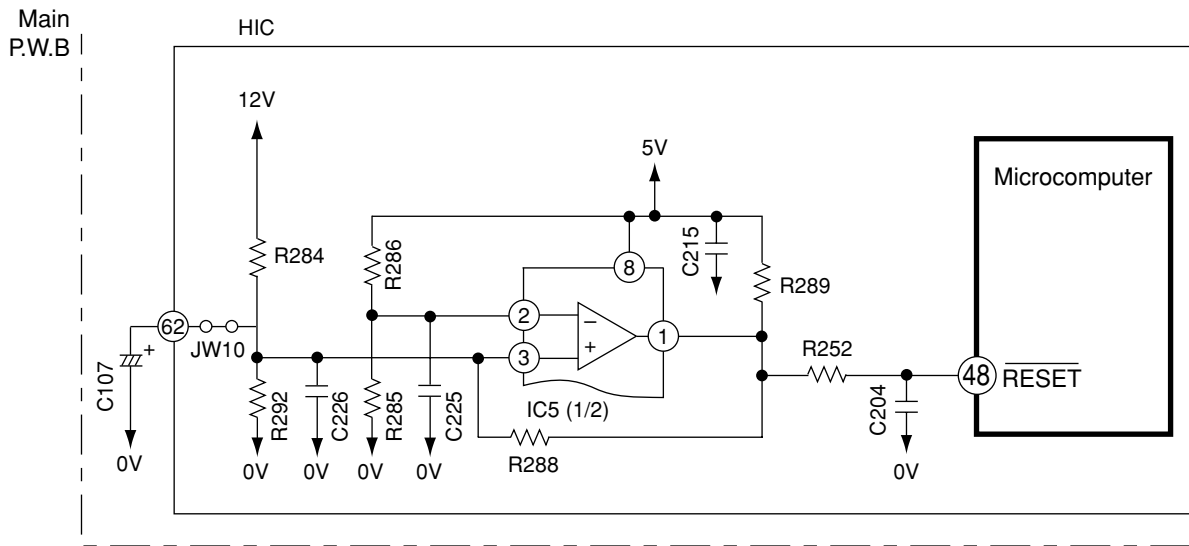 Main
P.W.B
HIC
12V
5V
Microcomputer
R284
R286
8
C215
R289
62
JW10
2
−
1
3
+
R252
48
RESET
C107
+
R292
C226
R285
C225
IC5 (1/2)
C204
R288
0V
0V
0V
0V
0V
0V